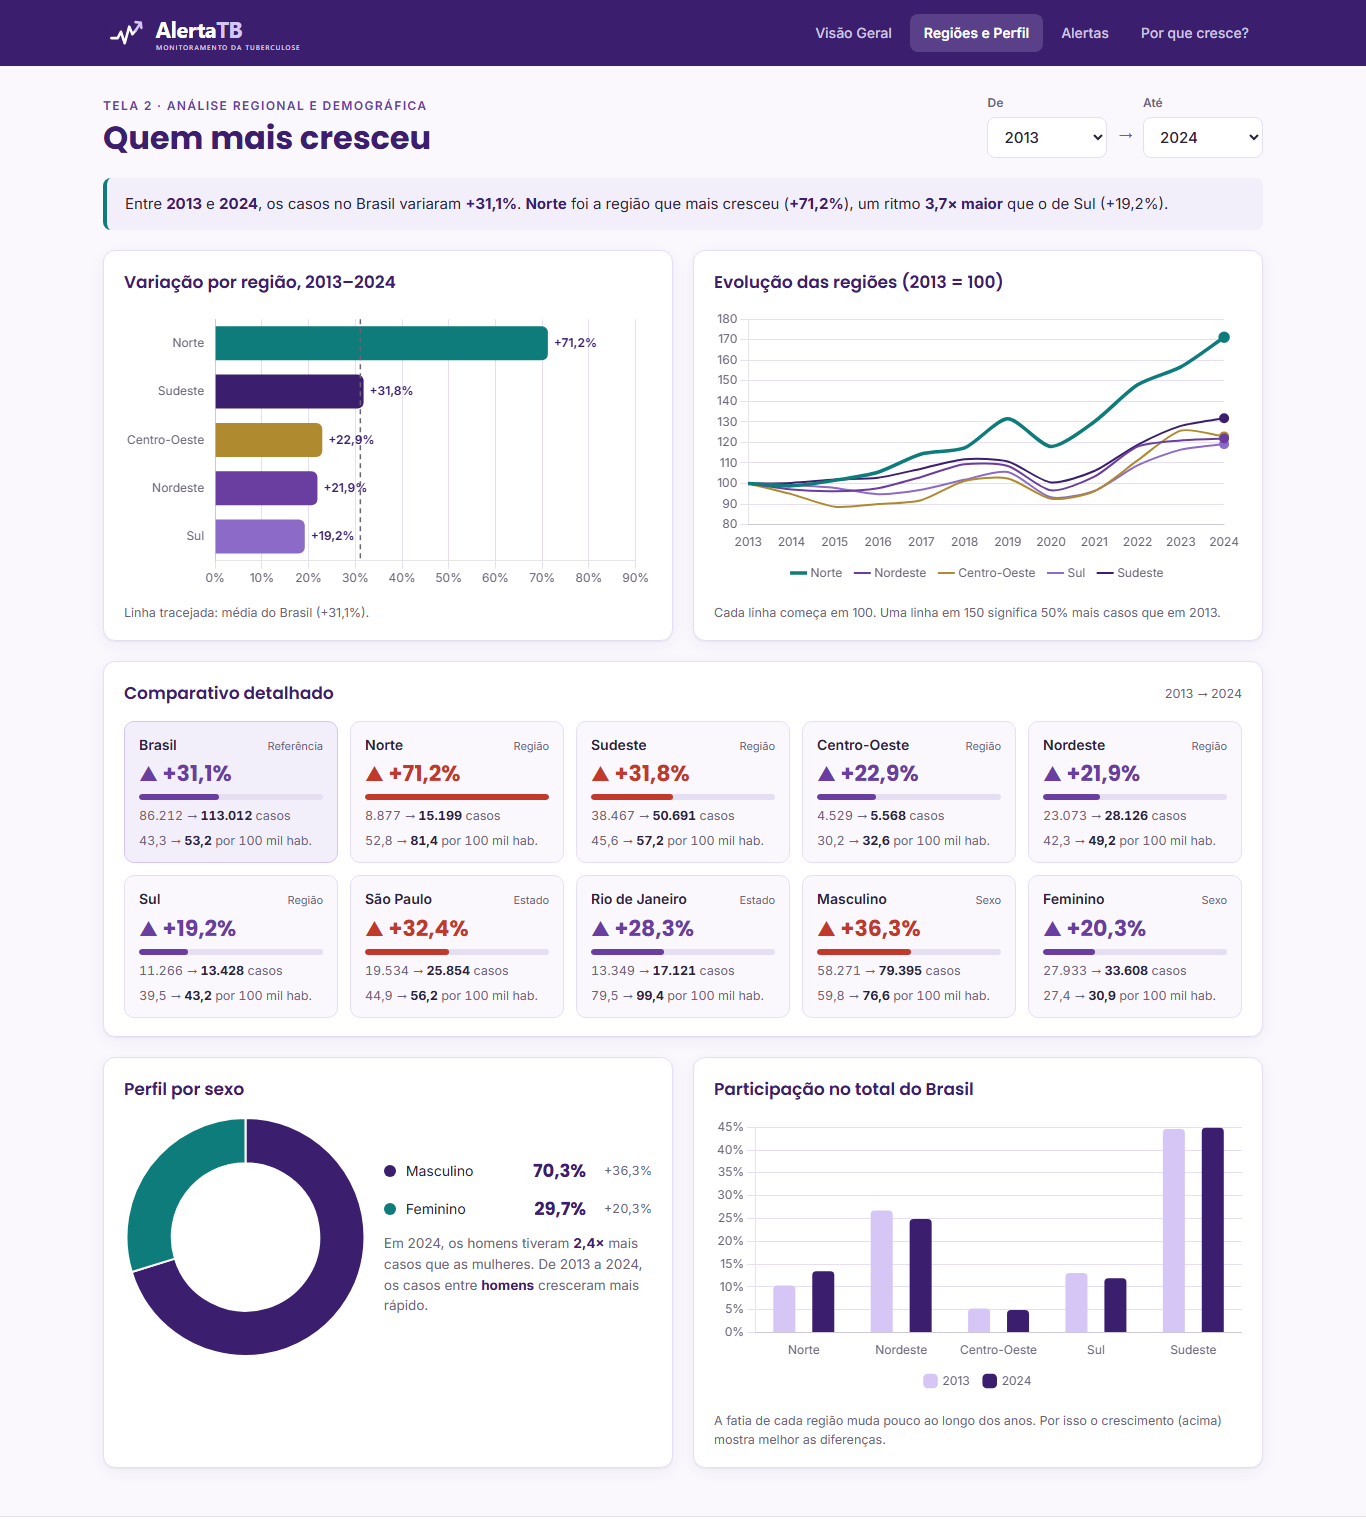 AlertaTB
MONITORAMENTO DA TUBERCULOSE
Visão Geral
Regiões e Perfil
Alertas
Por que cresce?
TELA 2 · ANÁLISE REGIONAL E DEMOGRÁFICA
Quem mais cresceu
De
Até
2013
→
2024
Entre 2013 e 2024, os casos no Brasil variaram +31,1%. Norte foi a região que mais cresceu (+71,2%), um ritmo 3,7× maior que o de Sul (+19,2%).
Variação por região, 2013–2024
Norte
+71,2%
Sudeste
+31,8%
Centro-Oeste
+22,9%
Nordeste
+21,9%
Sul
+19,2%
0% 10% 20% 30% 40% 50% 60% 70% 80% 90%
Linha tracejada: média do Brasil (+31,1%).
Evolução das regiões (2013 = 100)
180
170
160
150
140
130
120
110
100
90
80
2013 2014 2015 2016 2017 2018 2019 2020 2021 2022 2023 2024
Norte Nordeste Centro-Oeste Sul Sudeste
Cada linha começa em 100. Uma linha em 150 significa 50% mais casos que em 2013.
Comparativo detalhado
2013 → 2024
Brasil Referência
▲ +31,1%
86.212 → 113.012 casos
43,3 → 53,2 por 100 mil hab.
Norte Região
▲ +71,2%
8.877 → 15.199 casos
52,8 → 81,4 por 100 mil hab.
Sudeste Região
▲ +31,8%
38.467 → 50.691 casos
45,6 → 57,2 por 100 mil hab.
Centro-Oeste Região
▲ +22,9%
4.529 → 5.568 casos
30,2 → 32,6 por 100 mil hab.
Nordeste Região
▲ +21,9%
23.073 → 28.126 casos
42,3 → 49,2 por 100 mil hab.
Sul Região
▲ +19,2%
11.266 → 13.428 casos
39,5 → 43,2 por 100 mil hab.
São Paulo Estado
▲ +32,4%
19.534 → 25.854 casos
44,9 → 56,2 por 100 mil hab.
Rio de Janeiro Estado
▲ +28,3%
13.349 → 17.121 casos
79,5 → 99,4 por 100 mil hab.
Masculino Sexo
▲ +36,3%
58.271 → 79.395 casos
59,8 → 76,6 por 100 mil hab.
Feminino Sexo
▲ +20,3%
27.933 → 33.608 casos
27,4 → 30,9 por 100 mil hab.
Perfil por sexo
Masculino 70,3% +36,3%
Feminino 29,7% +20,3%
Em 2024, os homens tiveram 2,4× mais
casos que as mulheres. De 2013 a 2024,
os casos entre homens cresceram mais
rápido.
Participação no total do Brasil
45%
40%
35%
30%
25%
20%
15%
10%
5%
0%
Norte Nordeste Centro-Oeste Sul Sudeste
2013 2024
A fatia de cada região muda pouco ao longo dos anos. Por isso o crescimento (acima)
mostra melhor as diferenças.